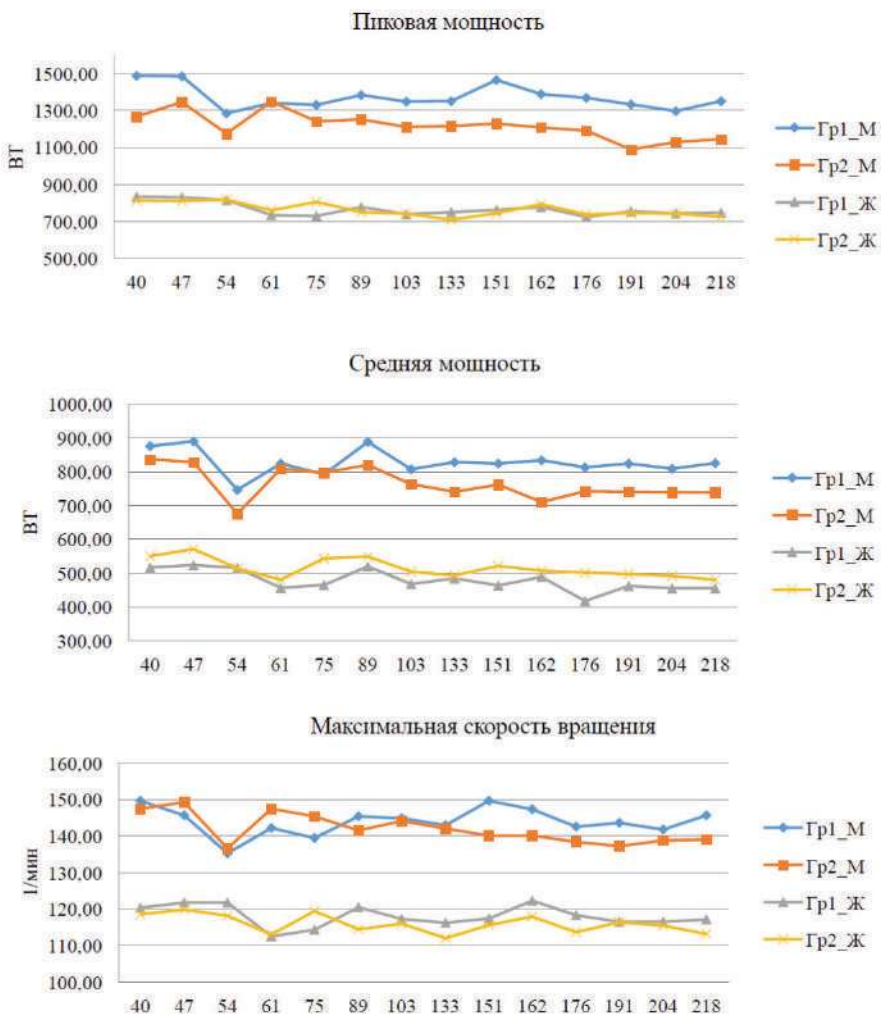 Пиковая мощность
1500,00
1300,00
1100,00
900,00
700,00
500,00
ВТ
40 47 54 61 75 89 103 133 151 162 176 191 204 218
Гр1_М
Гр2_М
Гр1_Ж
Гр2_Ж
Средняя мощность
1000,00
900,00
800,00
700,00
600,00
500,00
400,00
300,00
ВТ
40 47 54 61 75 89 103 133 151 162 176 191 204 218
Гр1_М
Гр2_М
Гр1_Ж
Гр2_Ж
Максимальная скорость вращения
160,00
150,00
140,00
130,00
120,00
110,00
100,00
1/мин
40 47 54 61 75 89 103 133 151 162 176 191 204 218
Гр1_М
Гр2_М
Гр1_Ж
Гр2_Ж